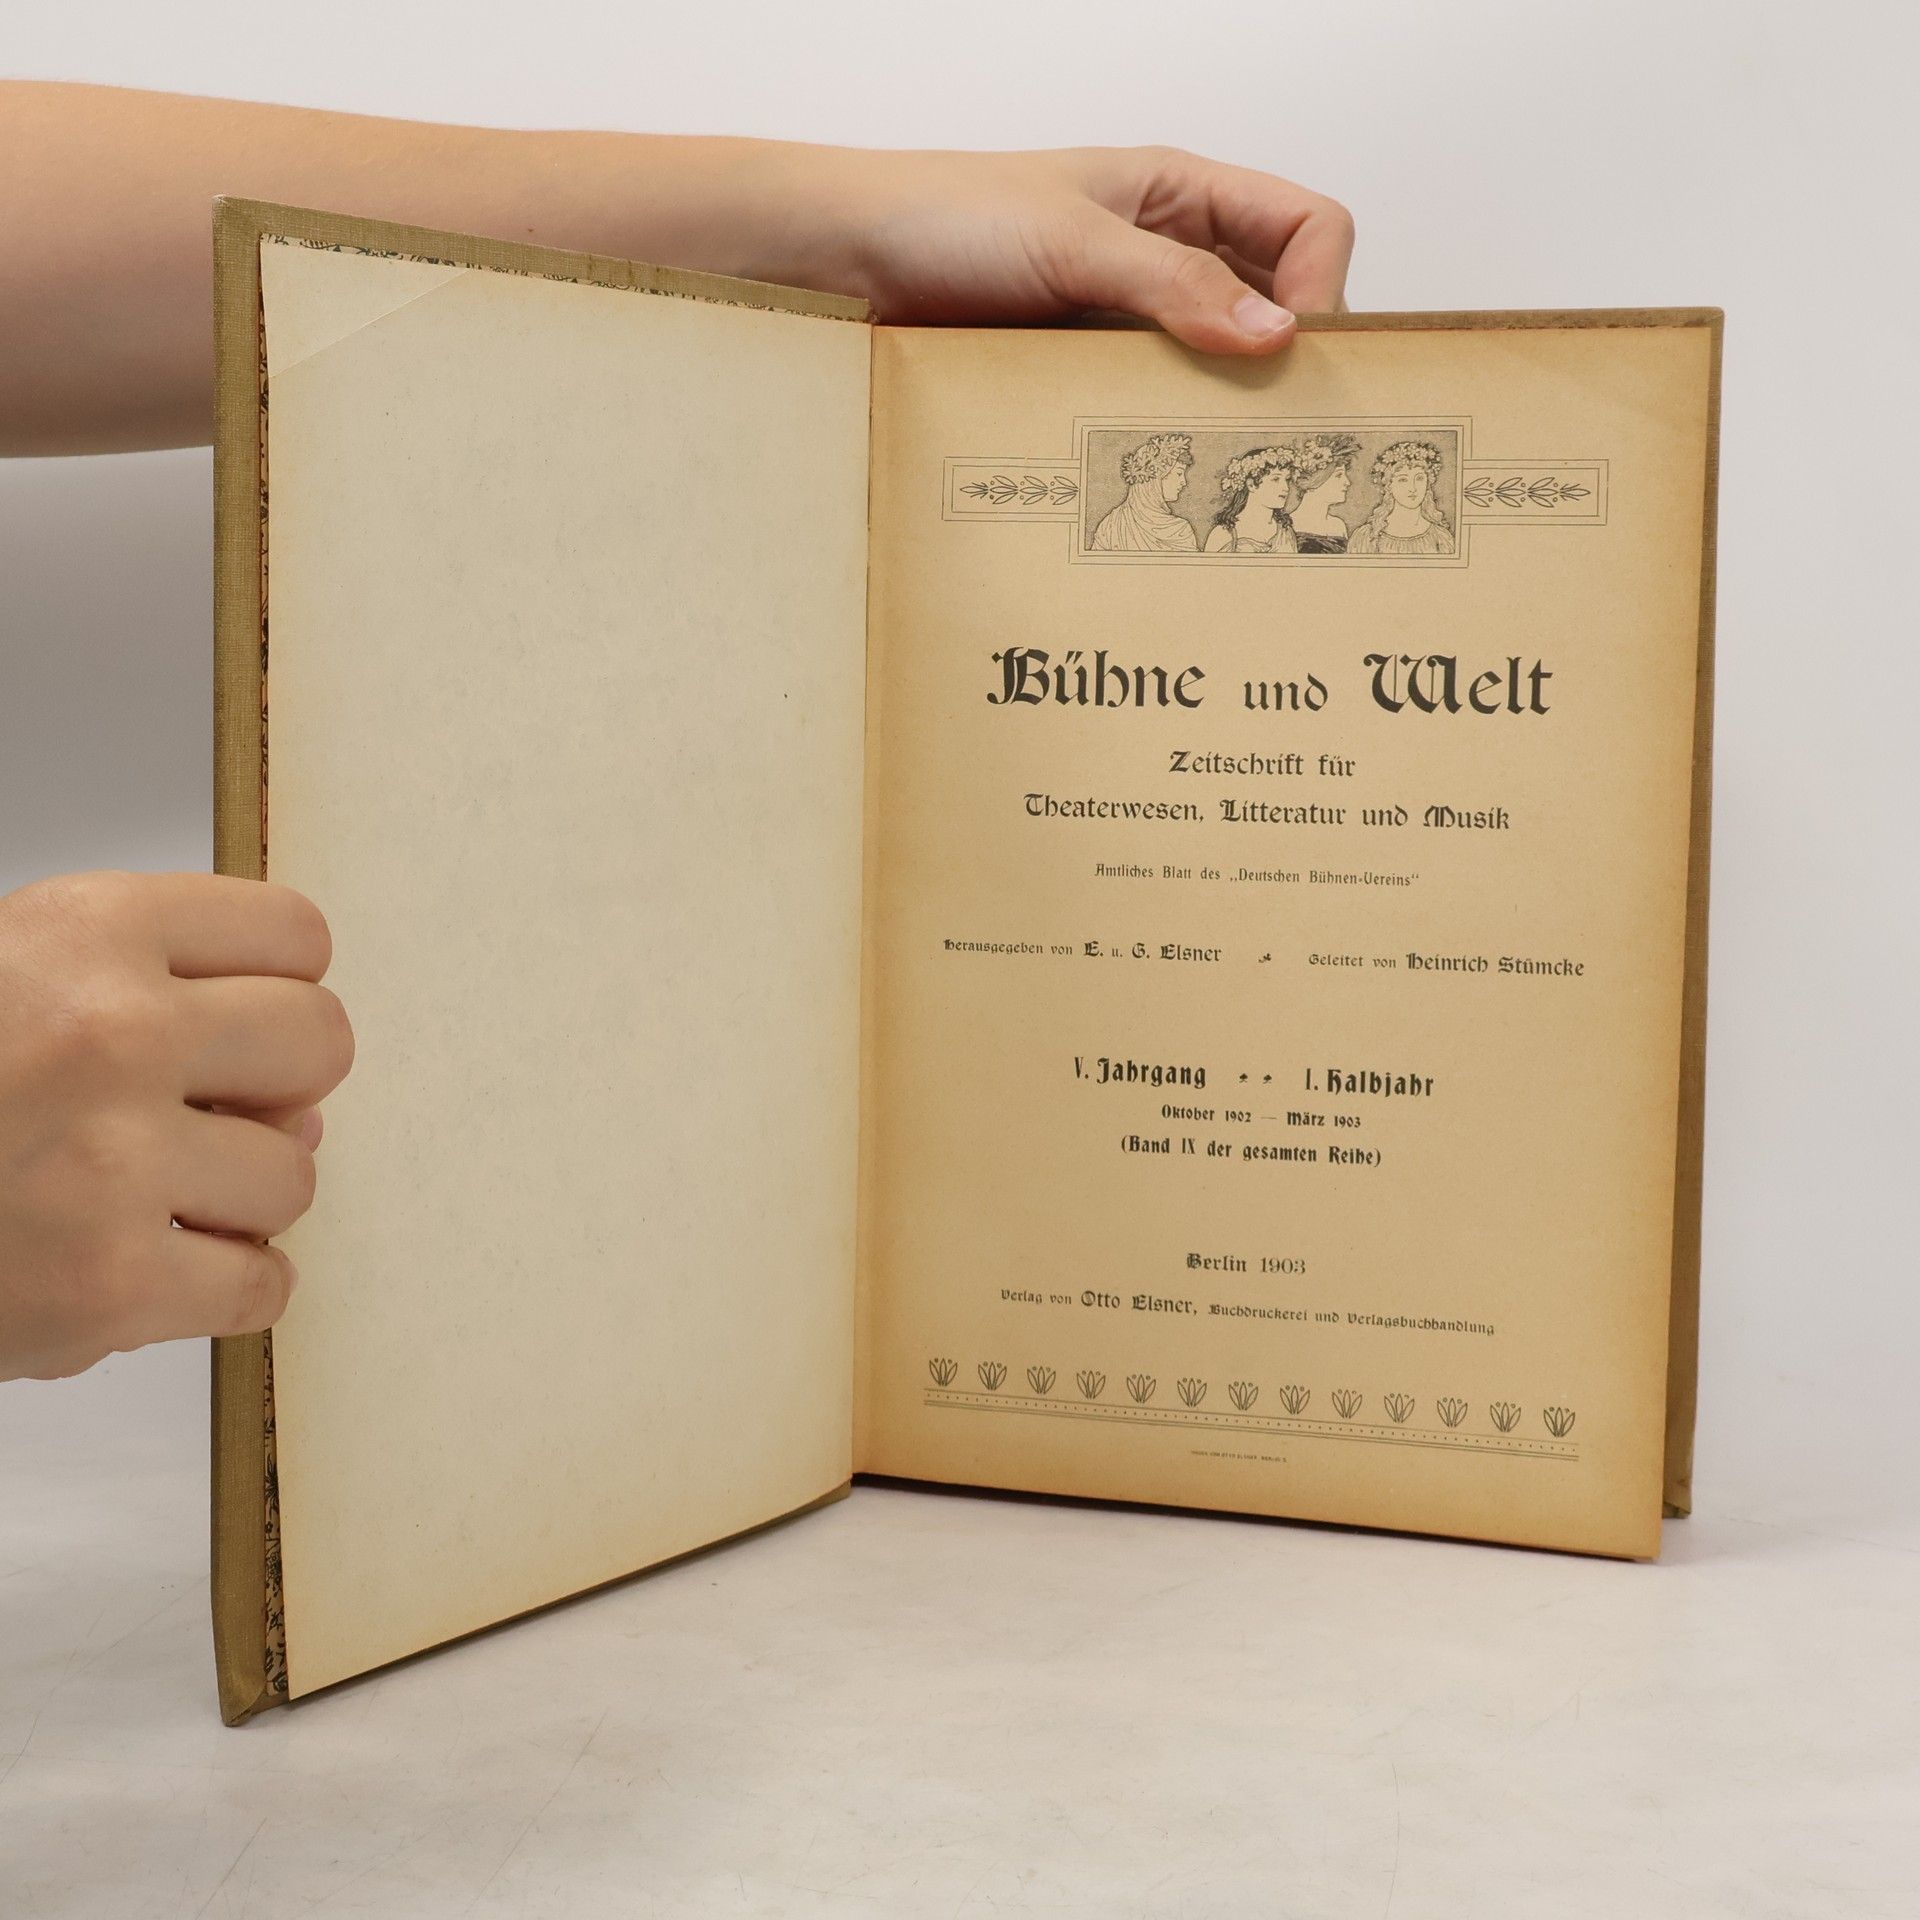 Bühne und Welt
Zeitschrift für
Theaterwesen, Litteratur und Musik
Amtliches Blatt des „Deutschen Bühnen-Vereins“
Herausgegeben von E. u. G. Elsner Geleitet von Heinrich Stümcke
V. Jahrgang I. Halbjahr
Oktober 1902 — März 1903
(Band IX der gesamten Reihe)
Berlin 1903
Verlag von Otto Elsner, Buchdruckerei und Verlagsbuchhandlung